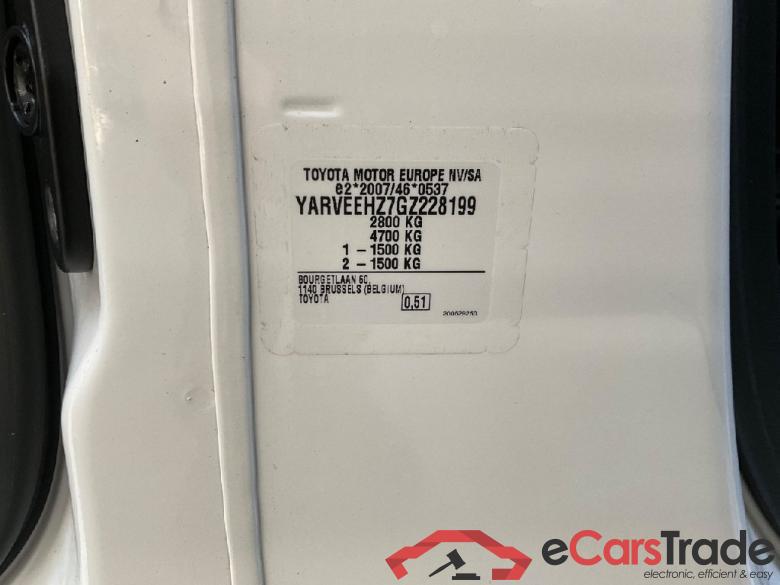 TOYOTA MOTOR EUROPE NV/SA
e2*2007/46*0537
YARVEEHZ7GZ228199
2800 KG
4700 KG
1 - 1500 KG
2 - 1500 KG
BOURGETLAAN 60
1140 BRUSSELS (BELGIUM)
TOYOTA
0,51
eCarsTrade
electronic, efficient & easy